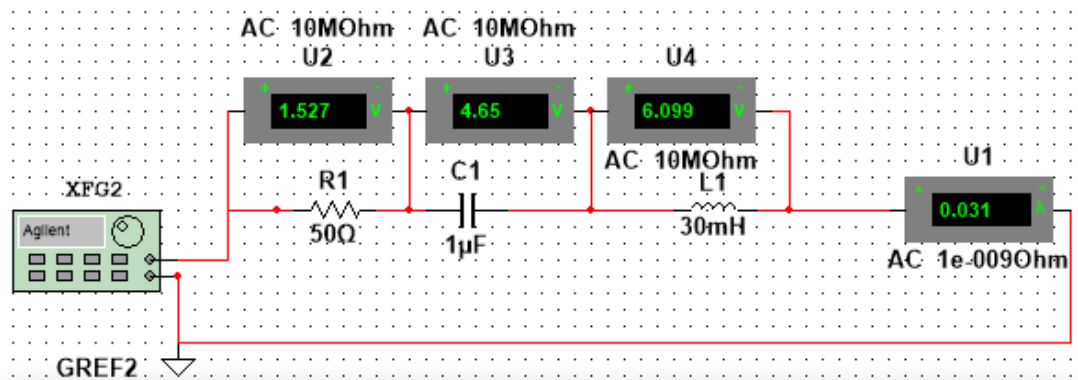 AC 10MOhm AC 10MOhm
U2 U3 U4
+ - + - + -
1.527 V 4.65 V 6.099 V
AC 10MOhm
U1
XFG2
R1 C1 L1
+ -
Agilent
50Ω 1µF 30mH
0.031 A
AC 1e-009Ohm
GREF2